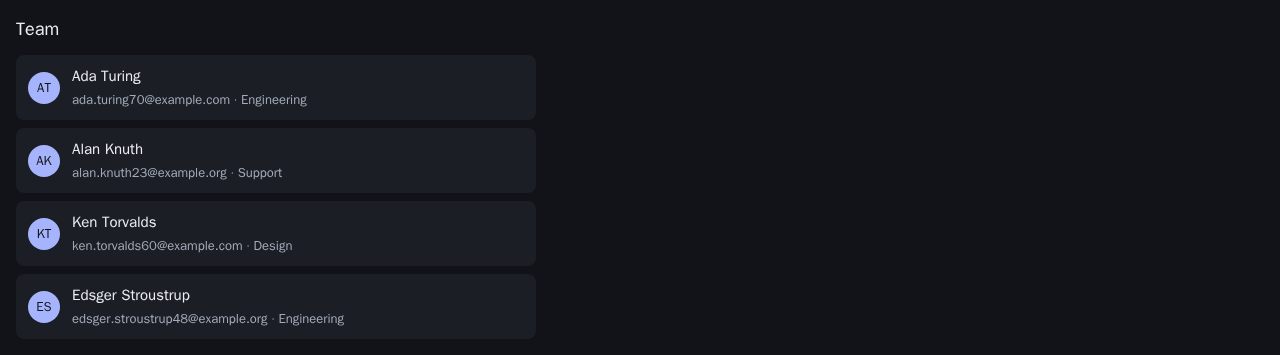 Team
AT
Ada Turing
ada.turing70@example.com · Engineering
AK
Alan Knuth
alan.knuth23@example.org · Support
KT
Ken Torvalds
ken.torvalds60@example.com · Design
ES
Edsger Stroustrup
edsger.stroustrup48@example.org · Engineering